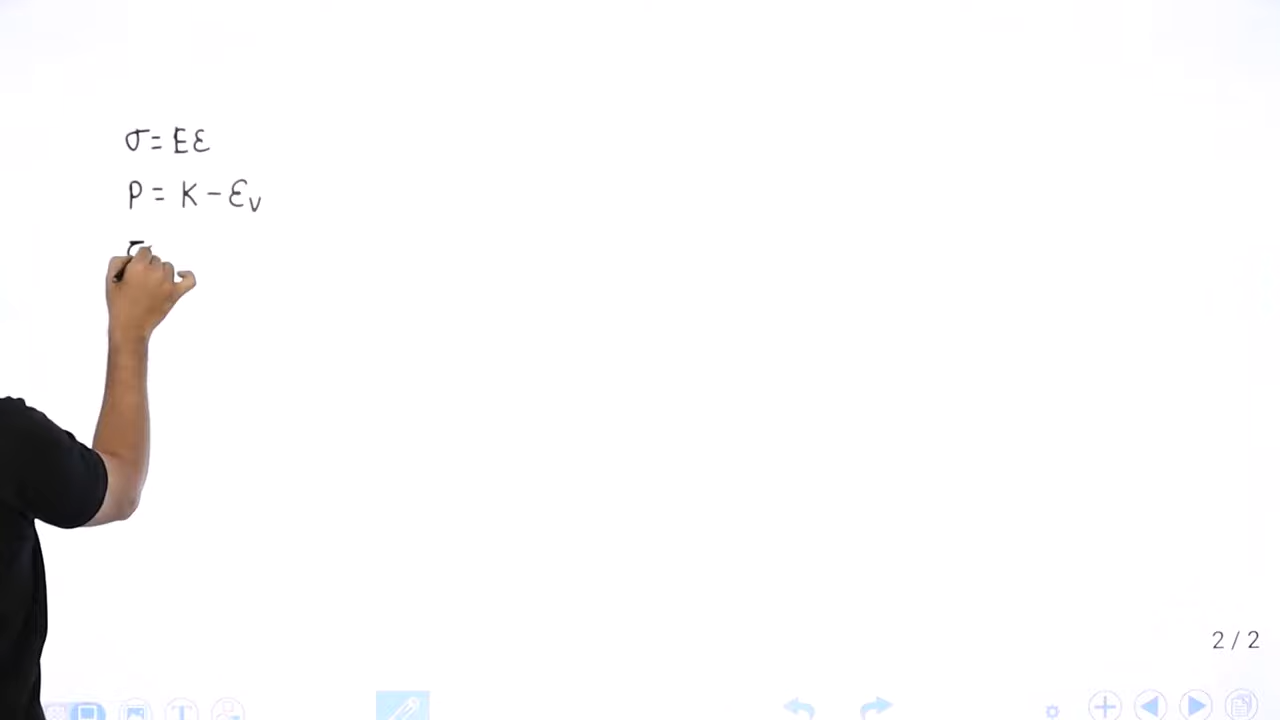 σ = Eε
P = K - εv
2 / 2